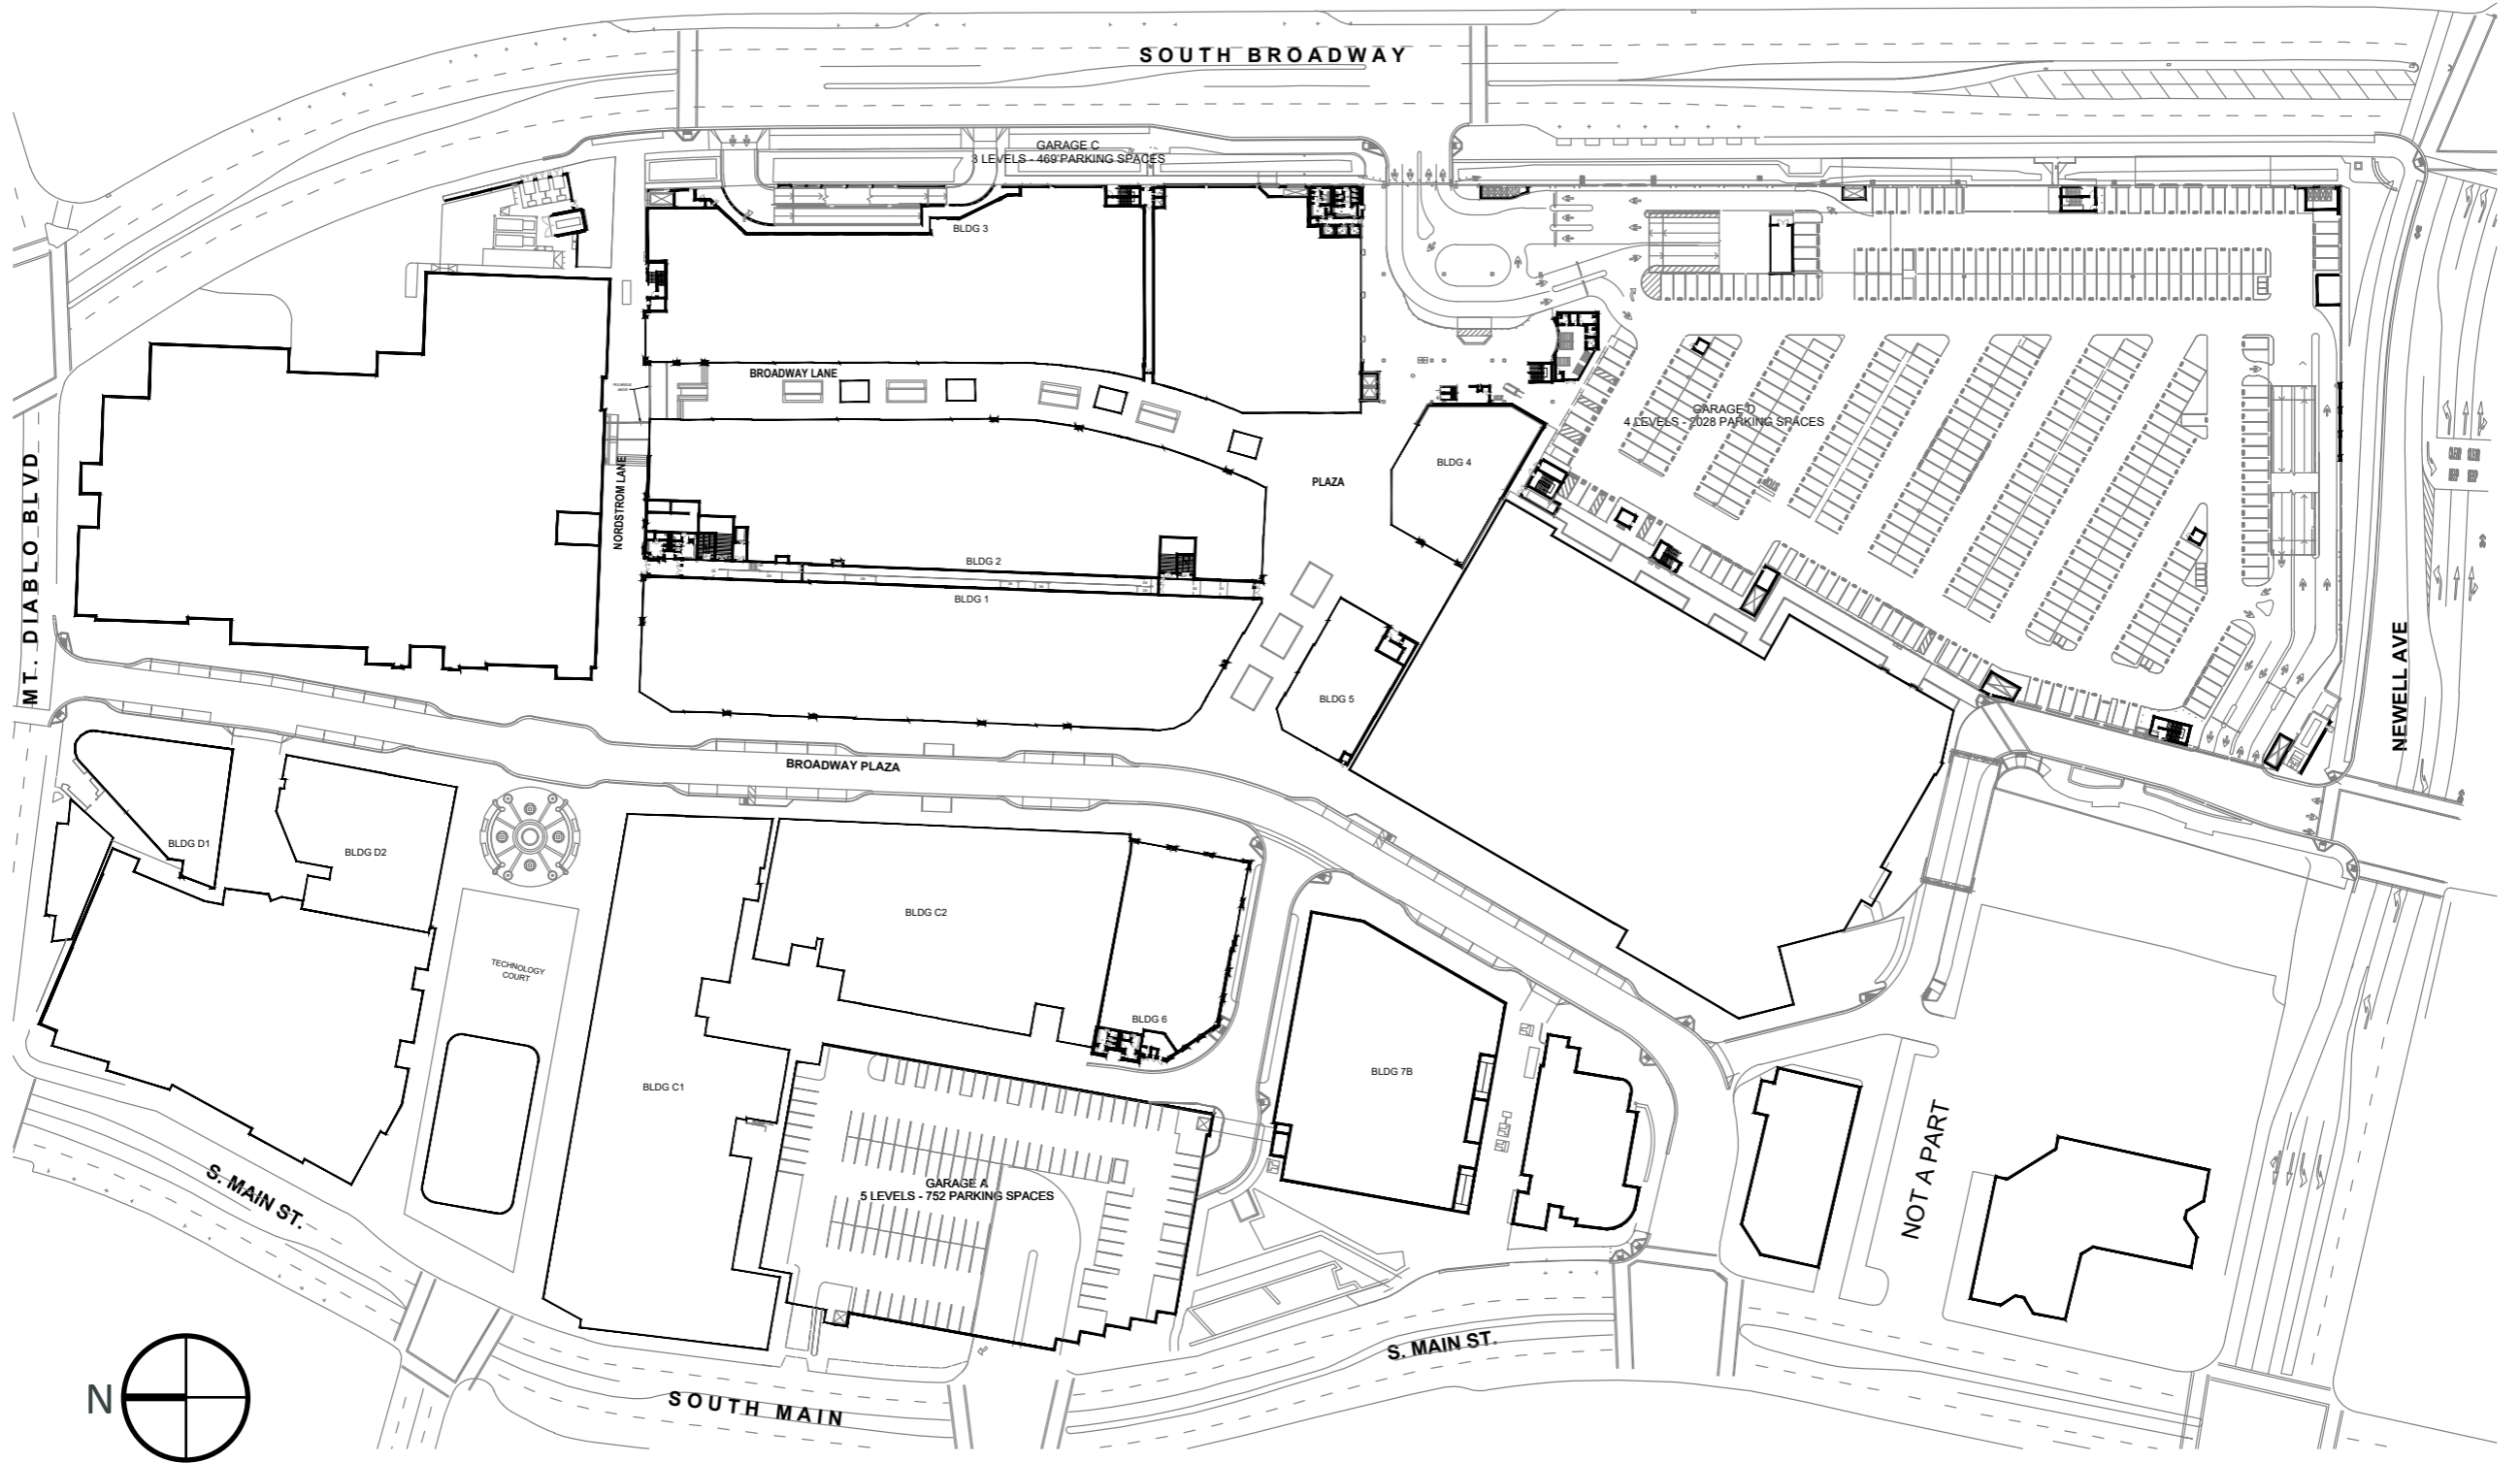 SOUTH BROADWAY
GARAGE C
3 LEVELS - 469 PARKING SPACES
BLDG 3
BROADWAY LANE
GARAGE D
4 LEVELS - 2028 PARKING SPACES
BLDG 4
PLAZA
MT. DIABLO BLVD
NORDSTROM LANE
BLDG 2
BLDG 1
NEWELL AVE
BLDG 5
BROADWAY PLAZA
BLDG D1
BLDG D2
BLDG C2
TECHNOLOGY
COURT
BLDG 6
BLDG C1
BLDG 7B
NOT A PART
GARAGE A
5 LEVELS - 752 PARKING SPACES
S. MAIN ST.
S. MAIN ST.
SOUTH MAIN
N